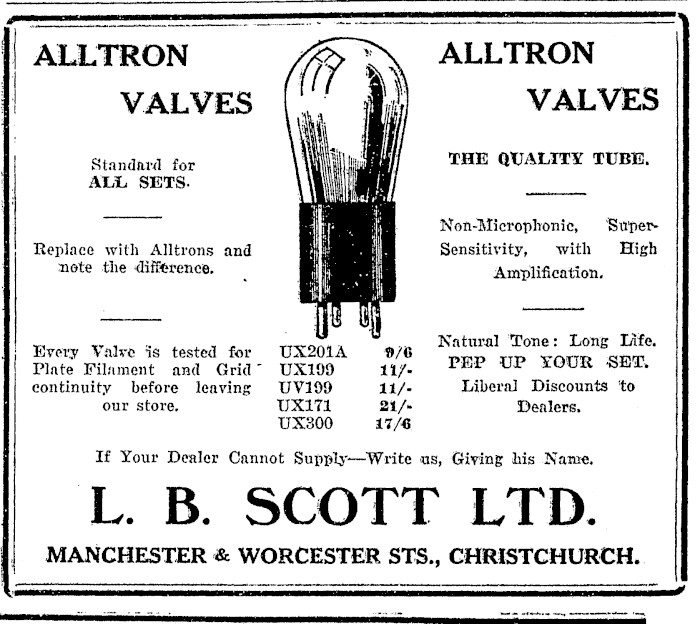 ALLTRON
VALVES
Standard for
ALL SETS.
Replace with Alltrons and
note the difference.
Every Valve is tested for
Plate Filament and Grid
continuity before leaving
our store.
UX201A 9/6
UX199 11/-
UV199 11/-
UX171 21/-
UX300 17/6
ALLTRON
VALVES
THE QUALITY TUBE.
Non-Microphonic, Super-
Sensitivity, with High
Amplification.
Natural Tone: Long Life.
PEP UP YOUR SET.
Liberal Discounts to
Dealers.
If Your Dealer Cannot Supply—Write us, Giving his Name.
L. B. SCOTT LTD.
MANCHESTER & WORCESTER STS., CHRISTCHURCH.